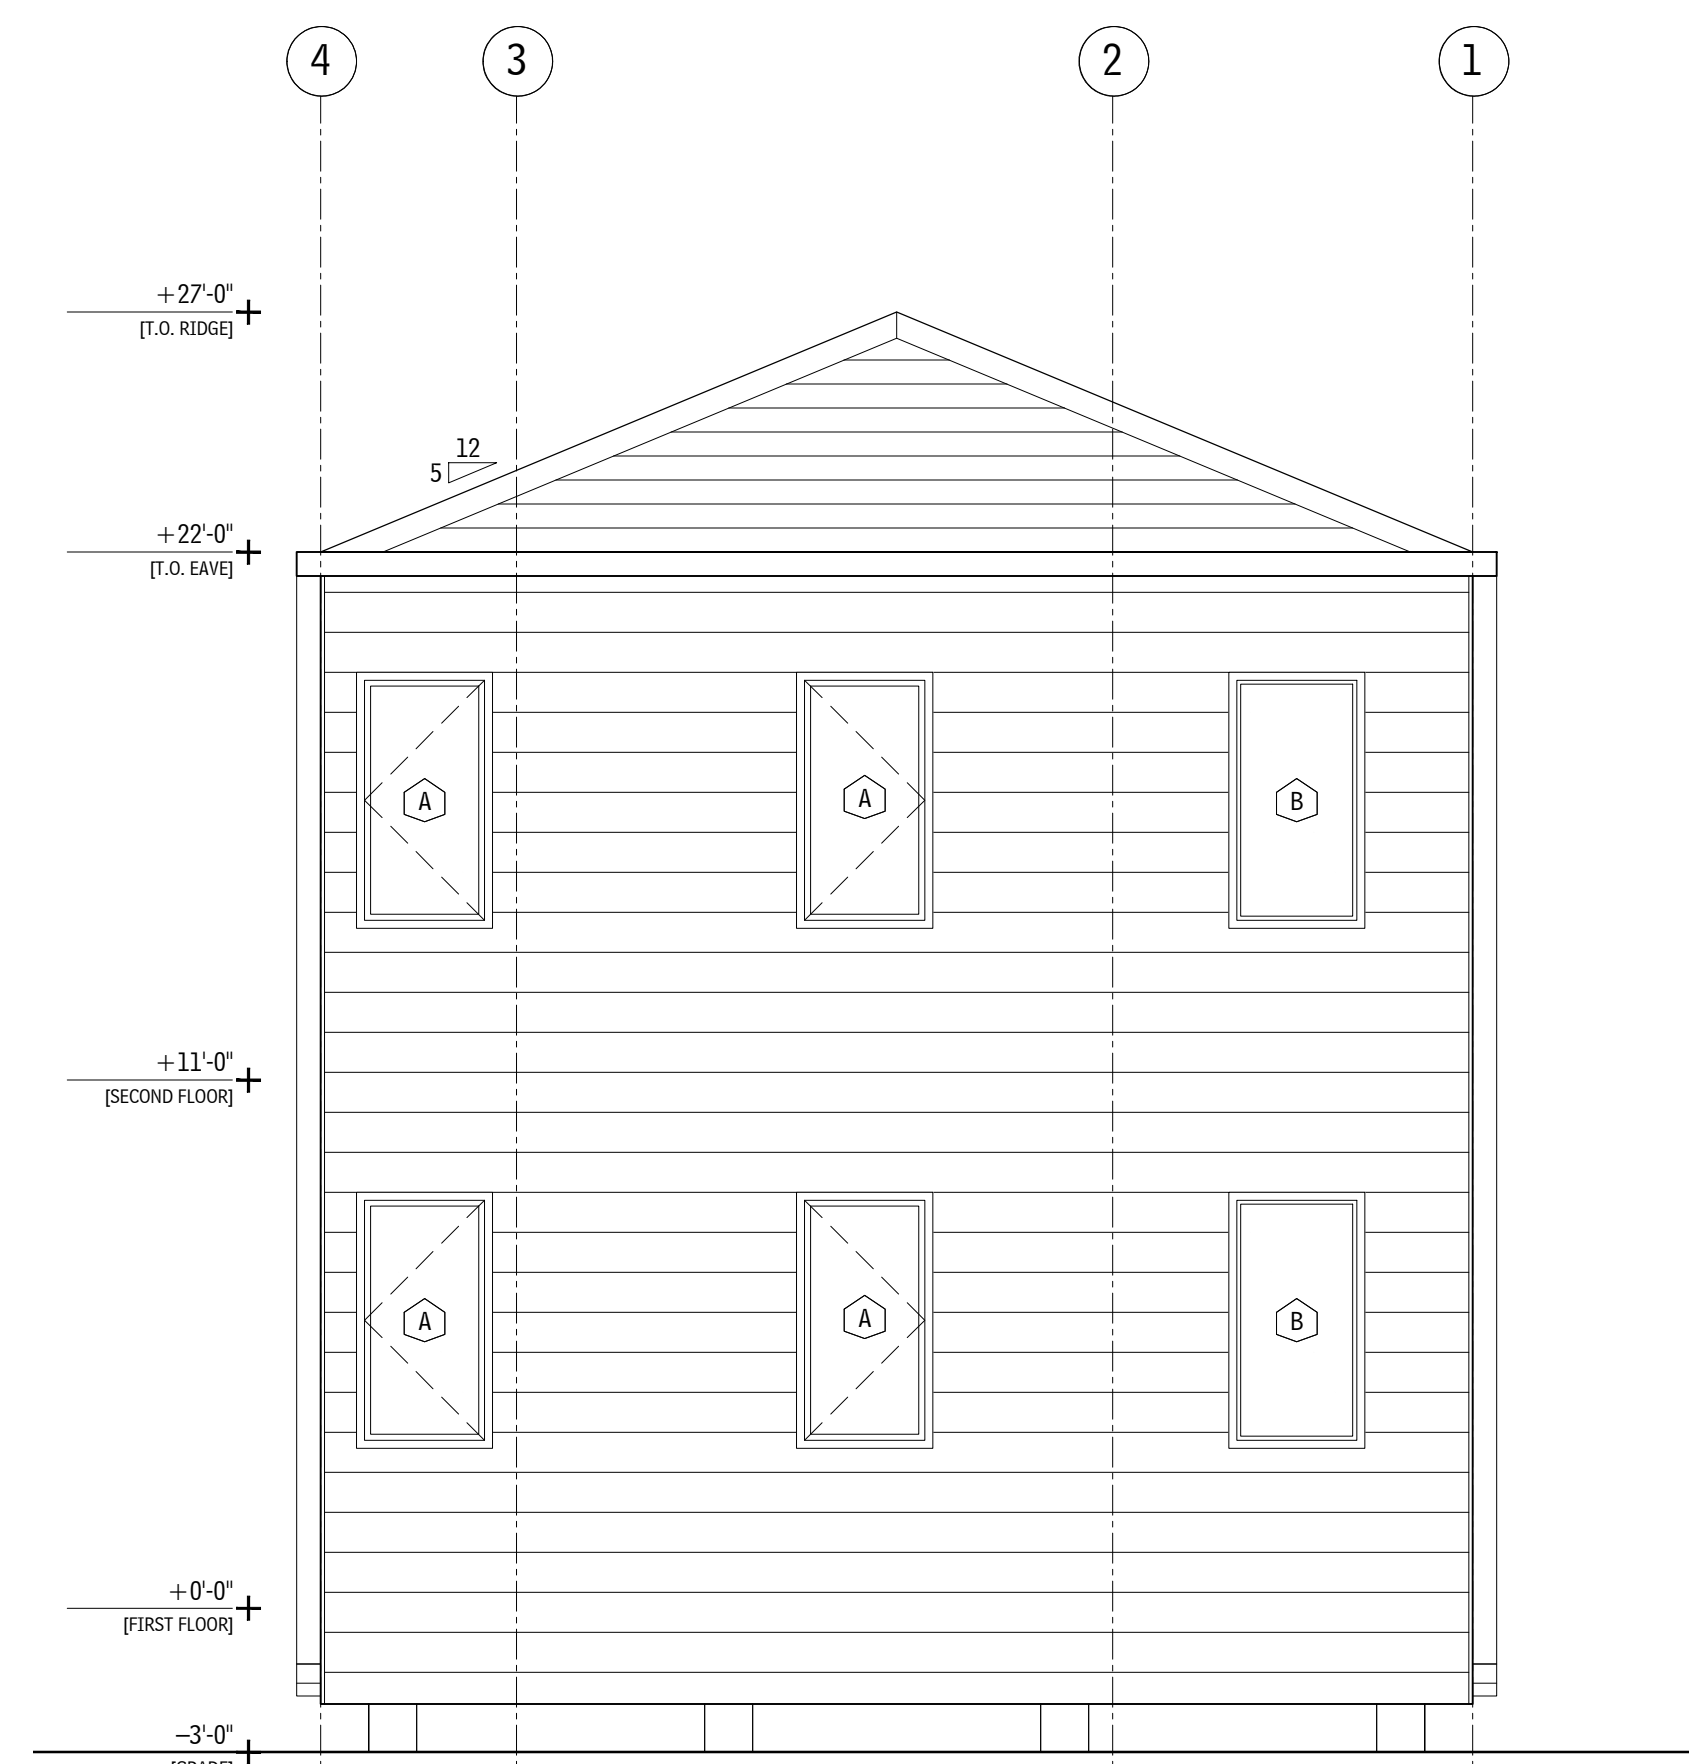 4 3 2 1
+27'-0"
[T.O. RIDGE]
12
5
+22'-0"
[T.O. EAVE]
A A B
+11'-0"
[SECOND FLOOR]
A A B
+0'-0"
[FIRST FLOOR]
−3'-0"